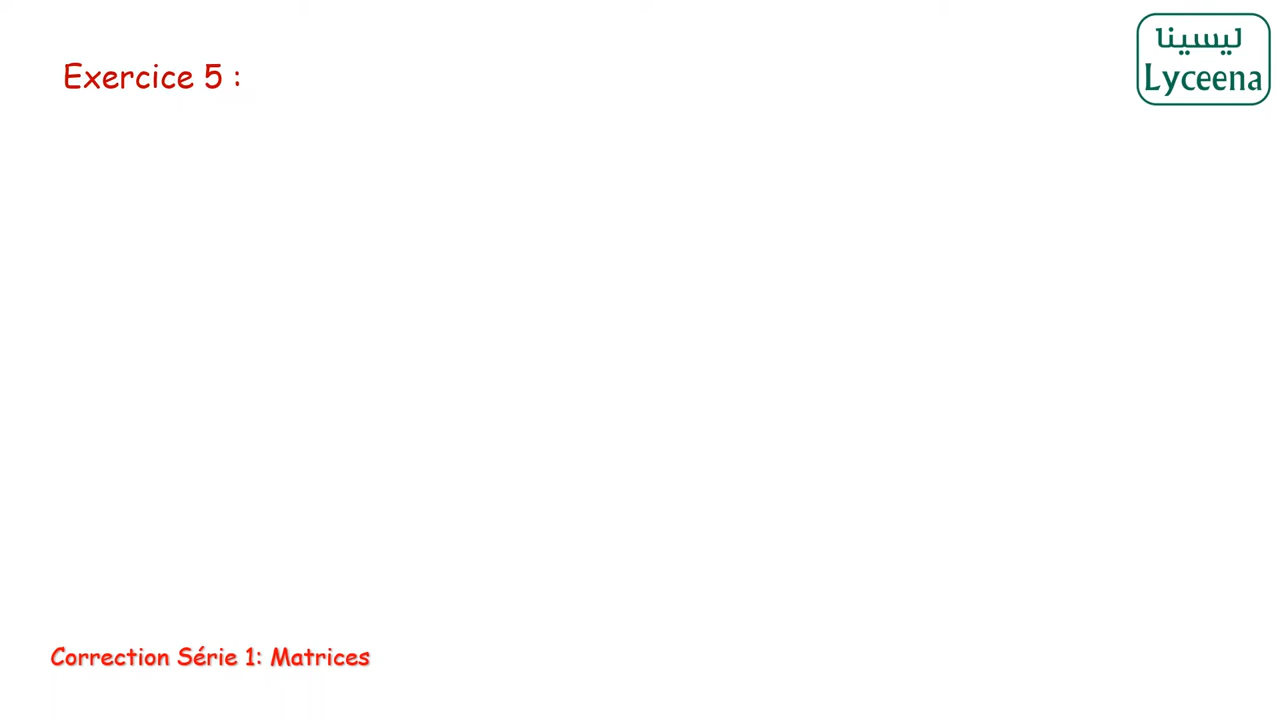 ليسينا
Lyceena
Exercice 5 :
Correction Série 1: Matrices